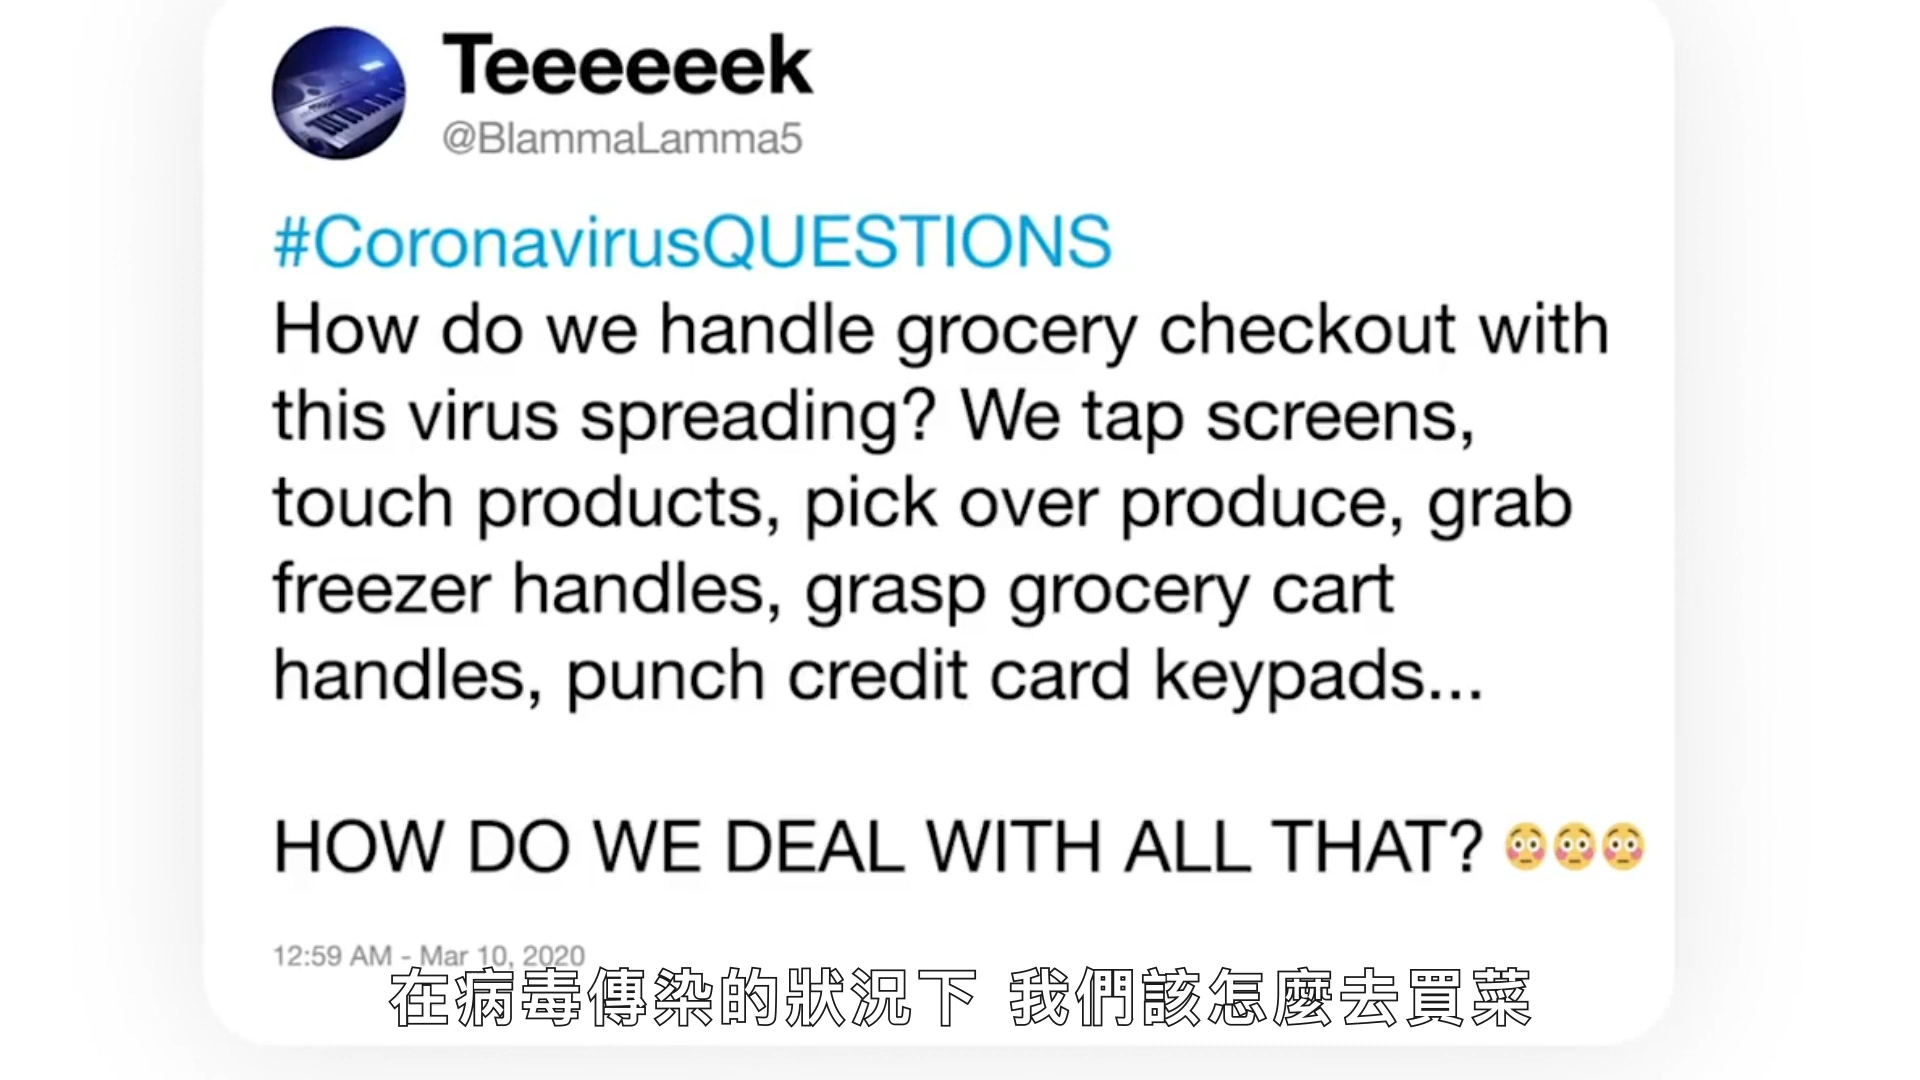 Teeeeeek
@BlammaLamma5
#CoronavirusQUESTIONS
How do we handle grocery checkout with
this virus spreading? We tap screens,
touch products, pick over produce, grab
freezer handles, grasp grocery cart
handles, punch credit card keypads...
HOW DO WE DEAL WITH ALL THAT? 😳😳😳
12:59 AM - Mar 10, 2020
在病毒傳染的狀況下 我們該怎麼去買菜